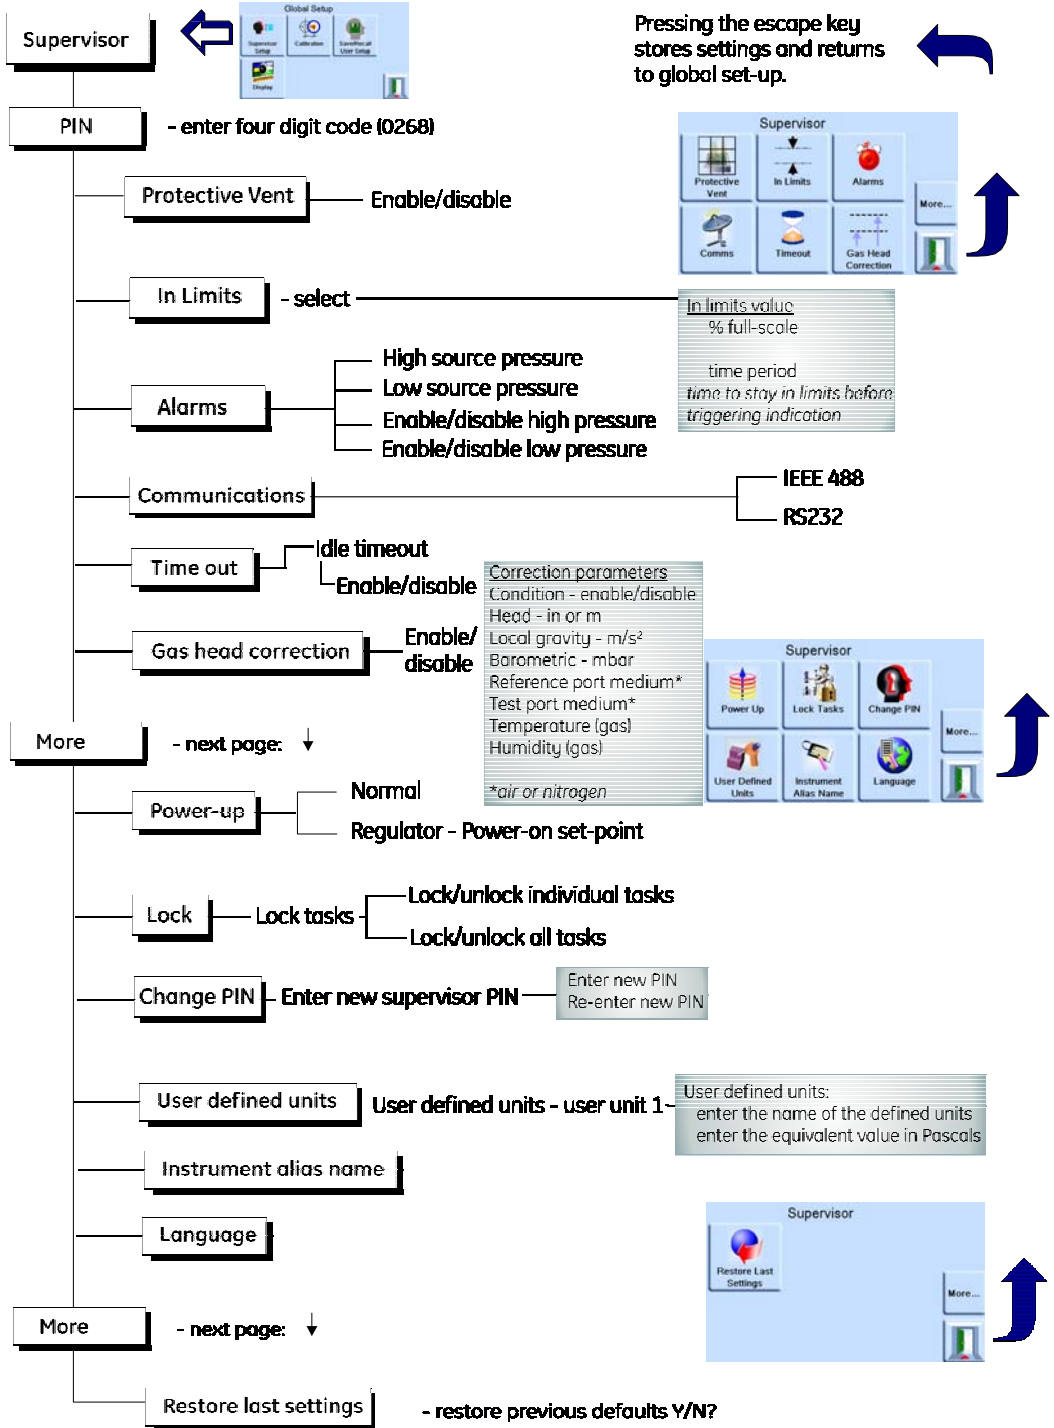 Supervisor
Global Setup
Supervisor Setup
Calibration
Save/Recall User Setup
Display
Pressing the escape key
stores settings and returns
to global set-up.
PIN
- enter four digit code (0268)
Supervisor
Protective Vent
In Limits
Alarms
More...
Comms
Timeout
Gas Head Correction
Protective Vent
Enable/disable
In Limits
- select
In limits value
% full-scale
time period
time to stay in limits before
triggering indication
Alarms
High source pressure
Low source pressure
Enable/disable high pressure
Enable/disable low pressure
Communications
IEEE 488
RS232
Time out
Idle timeout
Enable/disable
Gas head correction
Enable/
disable
Correction parameters
Condition - enable/disable
Head - in or m
Local gravity - m/s²
Barometric - mbar
Reference port medium*
Test port medium*
Temperature (gas)
Humidity (gas)
*air or nitrogen
Supervisor
Power Up
Lock Tasks
Change PIN
More...
User Defined Units
Instrument Alias Name
Language
More
- next page: ↓
Power-up
Normal
Regulator - Power-on set-point
Lock
Lock tasks
Lock/unlock individual tasks
Lock/unlock all tasks
Change PIN
Enter new supervisor PIN
Enter new PIN
Re-enter new PIN
User defined units
User defined units - user unit 1
User defined units:
enter the name of the defined units
enter the equivalent value in Pascals
Instrument alias name
Language
Supervisor
Restore Last Settings
More...
More
- next page: ↓
Restore last settings
- restore previous defaults Y/N?